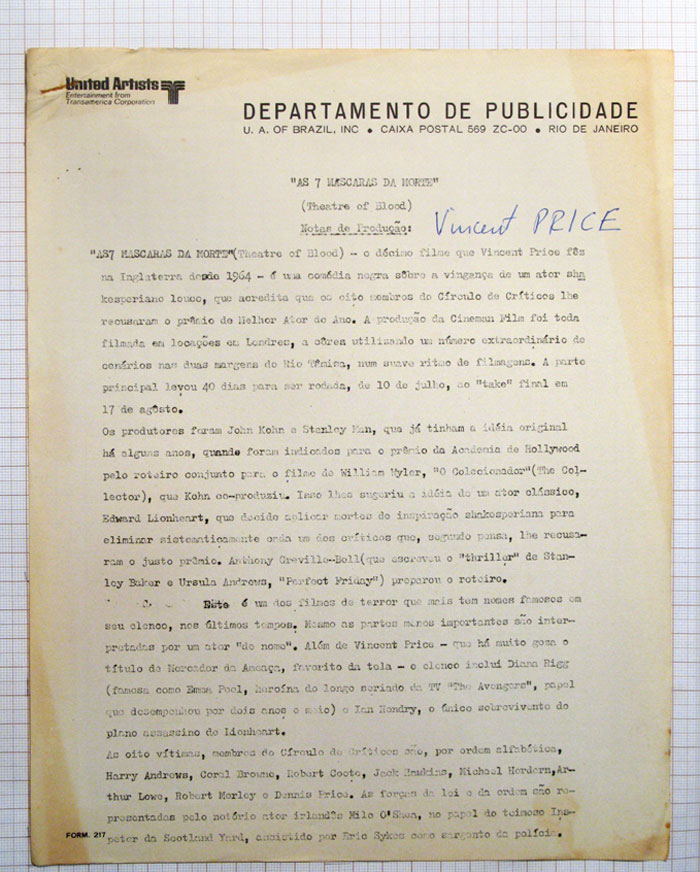 United Artists
Entertainment from
Transamerica Corporation
DEPARTAMENTO DE PUBLICIDADE
U. A. OF BRAZIL, INC • CAIXA POSTAL 569 ZC-00 • RIO DE JANEIRO
"AS 7 MASCARAS DA MORTE"
(Theatre of Blood)
Notas de Produção:
Vincent PRICE
"AS7 MASCARAS DA MORTE"(Theatre of Blood) - o décimo filme que Vincent Price fês
na Inglaterra desde 1964 - é uma comédia negra sôbre a vingança de um ator sha
kesperiano louco, que acredita que os oito membros do Círculo de Críticos lhe
recusaram o prêmio de Melhor Ator do Ano. A produção da Cineman Film foi toda
filmada em locações em Londres, a câmera utilizando um número extraordinário de
cenários nas duas margens do Rio Tâmisa, num suave ritmo de filmagens. A parte
principal levou 40 dias para ser rodada, de 10 de julho, ao "take" final em
17 de agôsto.
Os produtores foram John Kohn e Stanley Man, que já tinham a idéia original
há alguns anos, quando foram indicados para o prêmio da Academia de Hollywood
pelo roteiro conjunto para o filme de William Wyler, "O Colecionador"(The Col-
lector), que Kohn co-produziu. Isso lhes sugeriu a idéia de um ator clássico,
Edward Lionheart, que decide aplicar mortes de inspiração shakesperiana para
eliminar sistematicamente cada um dos críticos que, segundo pensa, lhe recusa-
ram o justo prêmio. Anthony Greville-Bell(que escreveu o "thriller" de Stan-
ley Baker e Ursula Andress, "Perfect Friday") preparou o roteiro.
Este é um dos filmes de terror que mais tem nomes famosos em
seu elenco, nos últimos tempos. Mesmo as partes menos importantes são inter-
pretadas por um ator "de nome". Além de Vincent Price - que há muito goza o
título de Mercador da Ameaça, favorito da tela - o elenco inclui Diana Rigg
(famosa como Emma Peel, heroína do longo seriado da TV "The Avengers", papel
que desempenhou por dois anos e meio) e Ian Hendry, o único sobrevivente do
plano assassino de Lionheart.
As oito vítimas, membros do Círculo de Críticos são, por ordem alfabética,
Harry Andrews, Coral Browne, Robert Coote, Jack Hawkins, Michael Hordern,Ar-
thur Lowe, Robert Morley e Dennis Price. As forças da lei e da ordem são re-
presentadas pelo notório ator irlandês Milo O'Shea, no papel do teimoso Ins-
petor da Scotland Yard, assistido por Eric Sykes como sargento da polícia.
FORM. 217